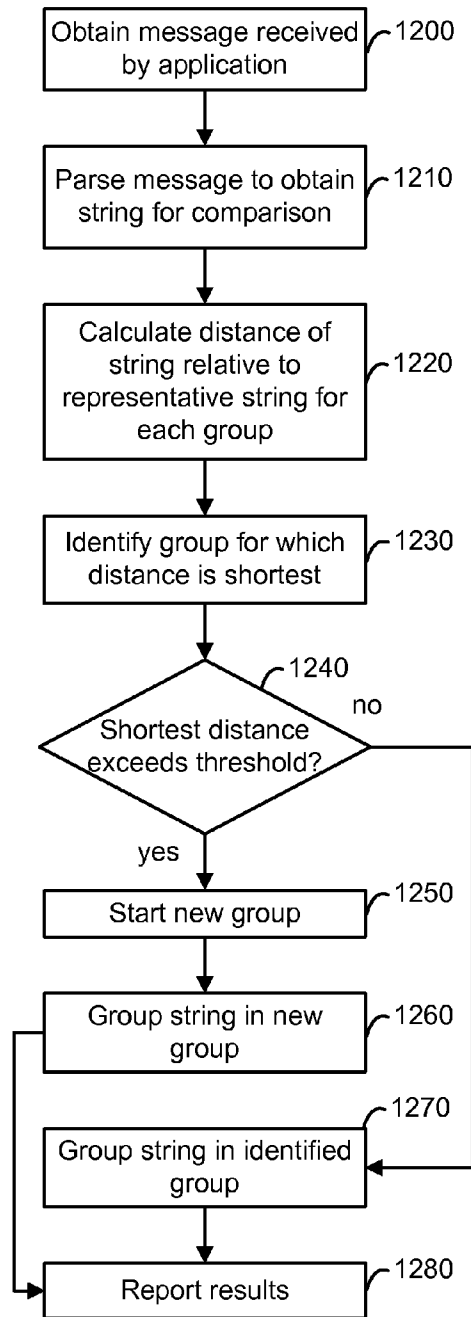 Obtain message received
by application
1200
Parse message to obtain
string for comparison
1210
Calculate distance of
string relative to
representative string for
each group
1220
Identify group for which
distance is shortest
1230
1240
Shortest distance
exceeds threshold?
no
yes
Start new group
1250
Group string in new
group
1260
1270
Group string in identified
group
Report results
1280